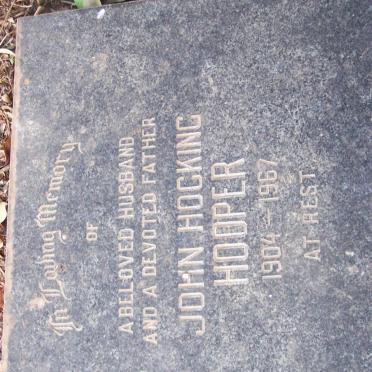 In Loving Memory
OF
A BELOVED HUSBAND
AND A DEVOTED FATHER
JOHN HOCKING
HOOPER
1904 – 1967
AT REST